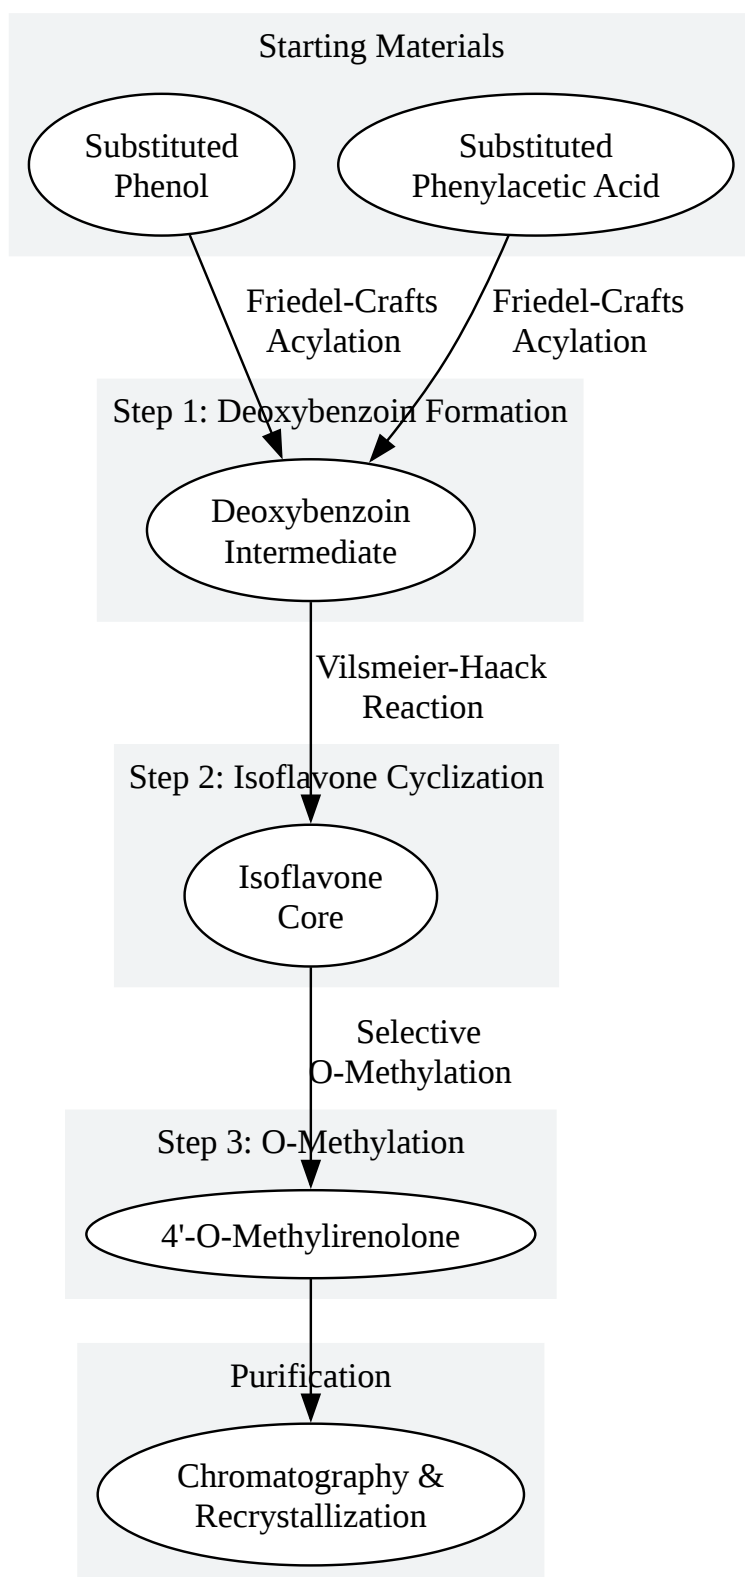 Starting Materials
Substituted
Phenol
Substituted
Phenylacetic Acid
Friedel-Crafts
Acylation
Friedel-Crafts
Acylation
Step 1: Deoxybenzoin Formation
Deoxybenzoin
Intermediate
Vilsmeier-Haack
Reaction
Step 2: Isoflavone Cyclization
Isoflavone
Core
Selective
O-Methylation
Step 3: O-Methylation
4'-O-Methylirenolone
Purification
Chromatography &
Recrystallization